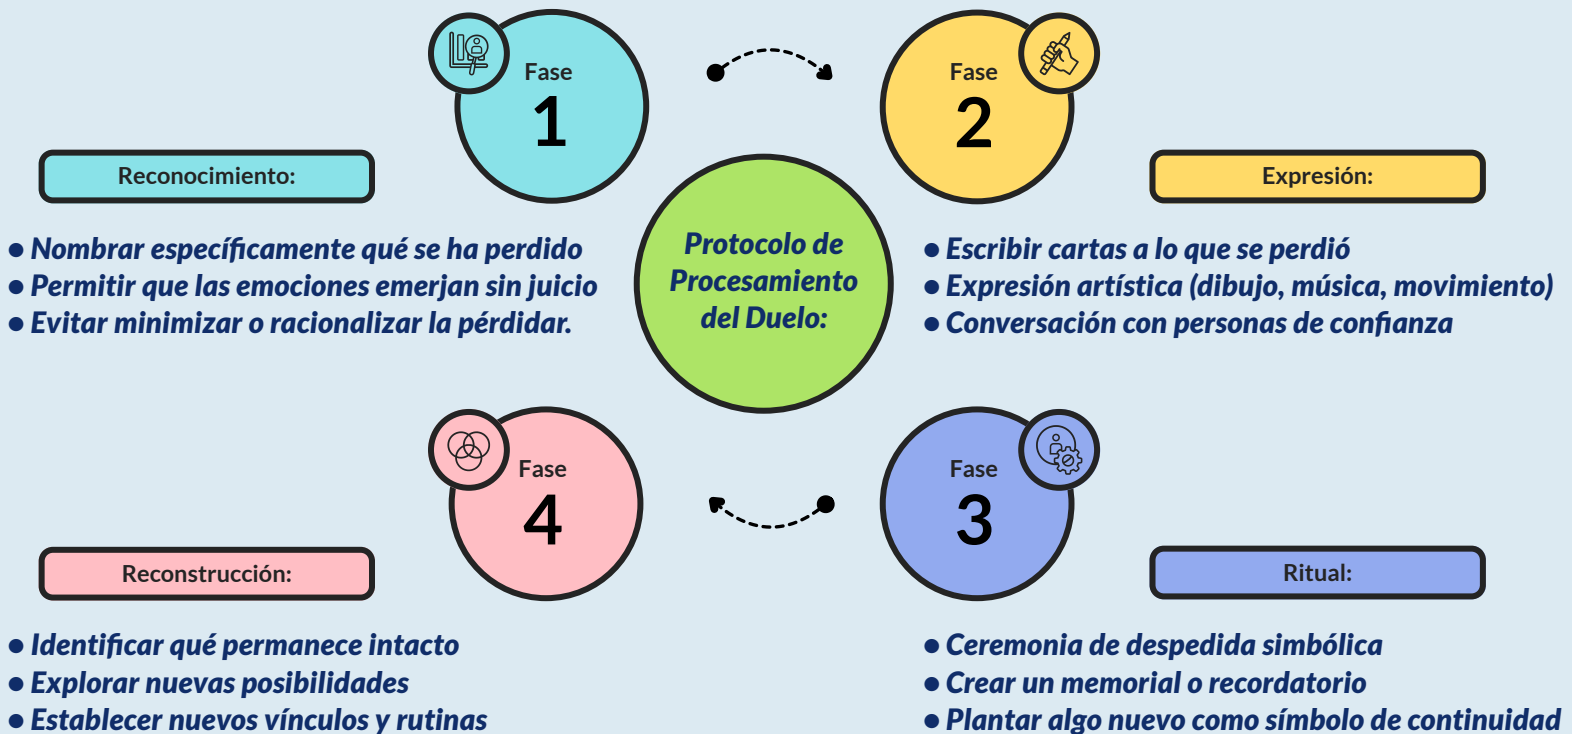 Fase
1
Reconocimiento:
● Nombrar específicamente qué se ha perdido
● Permitir que las emociones emerjan sin juicio
● Evitar minimizar o racionalizar la pérdidar.
Protocolo de
Procesamiento
del Duelo:
Fase
2
Expresión:
● Escribir cartas a lo que se perdió
● Expresión artística (dibujo, música, movimiento)
● Conversación con personas de confianza
Fase
3
Ritual:
● Ceremonia de despedida simbólica
● Crear un memorial o recordatorio
● Plantar algo nuevo como símbolo de continuidad
Fase
4
Reconstrucción:
● Identificar qué permanece intacto
● Explorar nuevas posibilidades
● Establecer nuevos vínculos y rutinas